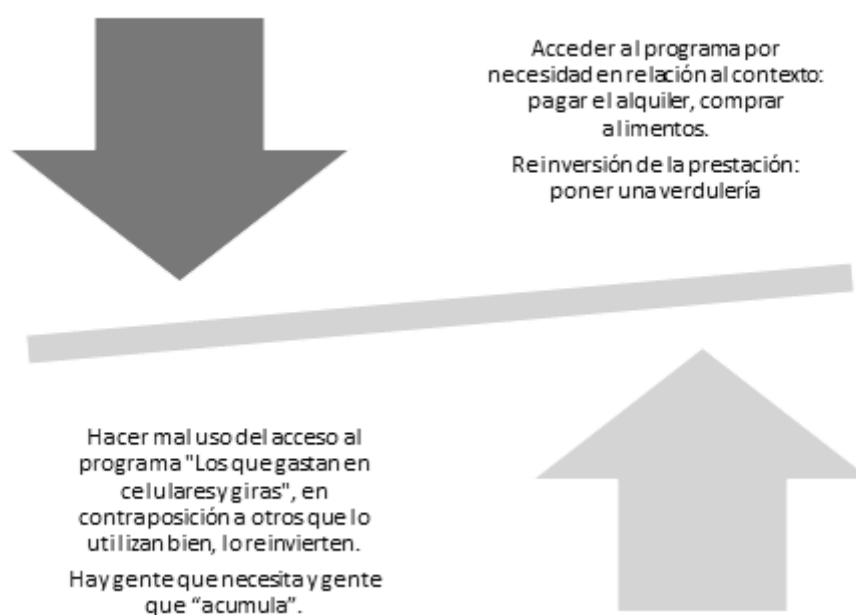 Acceder al programa por
necesidad en relación al contexto:
pagar el alquiler, comprar
alimentos.
Reinversión de la prestación:
poner una verdulería
Hacer mal uso del acceso al
programa "Los que gastan en
celulares y giras", en
contraposición a otros que lo
utilizan bien, lo reinvierten.
Hay gente que necesita y gente
que “acumula”.